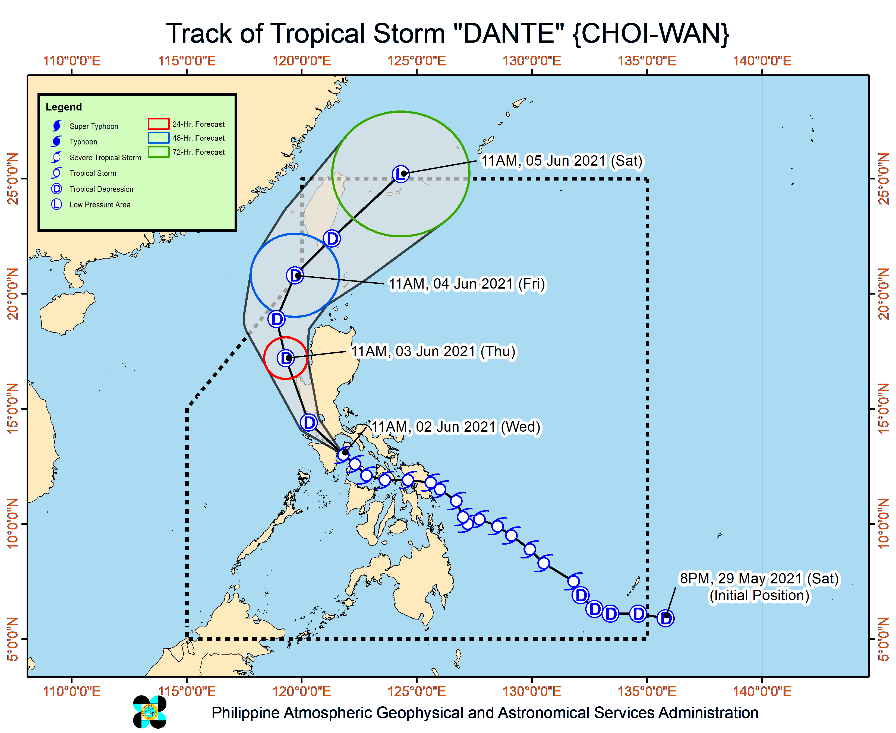 Track of Tropical Storm "DANTE" {CHOI-WAN}
110°0'0"E 115°0'0"E 120°0'0"E 125°0'0"E 130°0'0"E 135°0'0"E 140°0'0"E
Legend
Super Typhoon
Typhoon
Severe Tropical Storm
Tropical Storm
D Tropical Depression
L Low Pressure Area
24-Hr. Forecast
48-Hr. Forecast
72-Hr. Forecast
25°0'0"N 25°0'0"N
20°0'0"N 20°0'0"N
15°0'0"N 15°0'0"N
10°0'0"N 10°0'0"N
5°0'0"N 5°0'0"N
L
11AM, 05 Jun 2021 (Sat)
D
D
11AM, 04 Jun 2021 (Fri)
D
D
11AM, 03 Jun 2021 (Thu)
D
11AM, 02 Jun 2021 (Wed)
8PM, 29 May 2021 (Sat)
(Initial Position)
D D D D D
110°0'0"E 115°0'0"E 120°0'0"E 125°0'0"E 130°0'0"E 135°0'0"E 140°0'0"E
Philippine Atmospheric Geophysical and Astronomical Services Administration